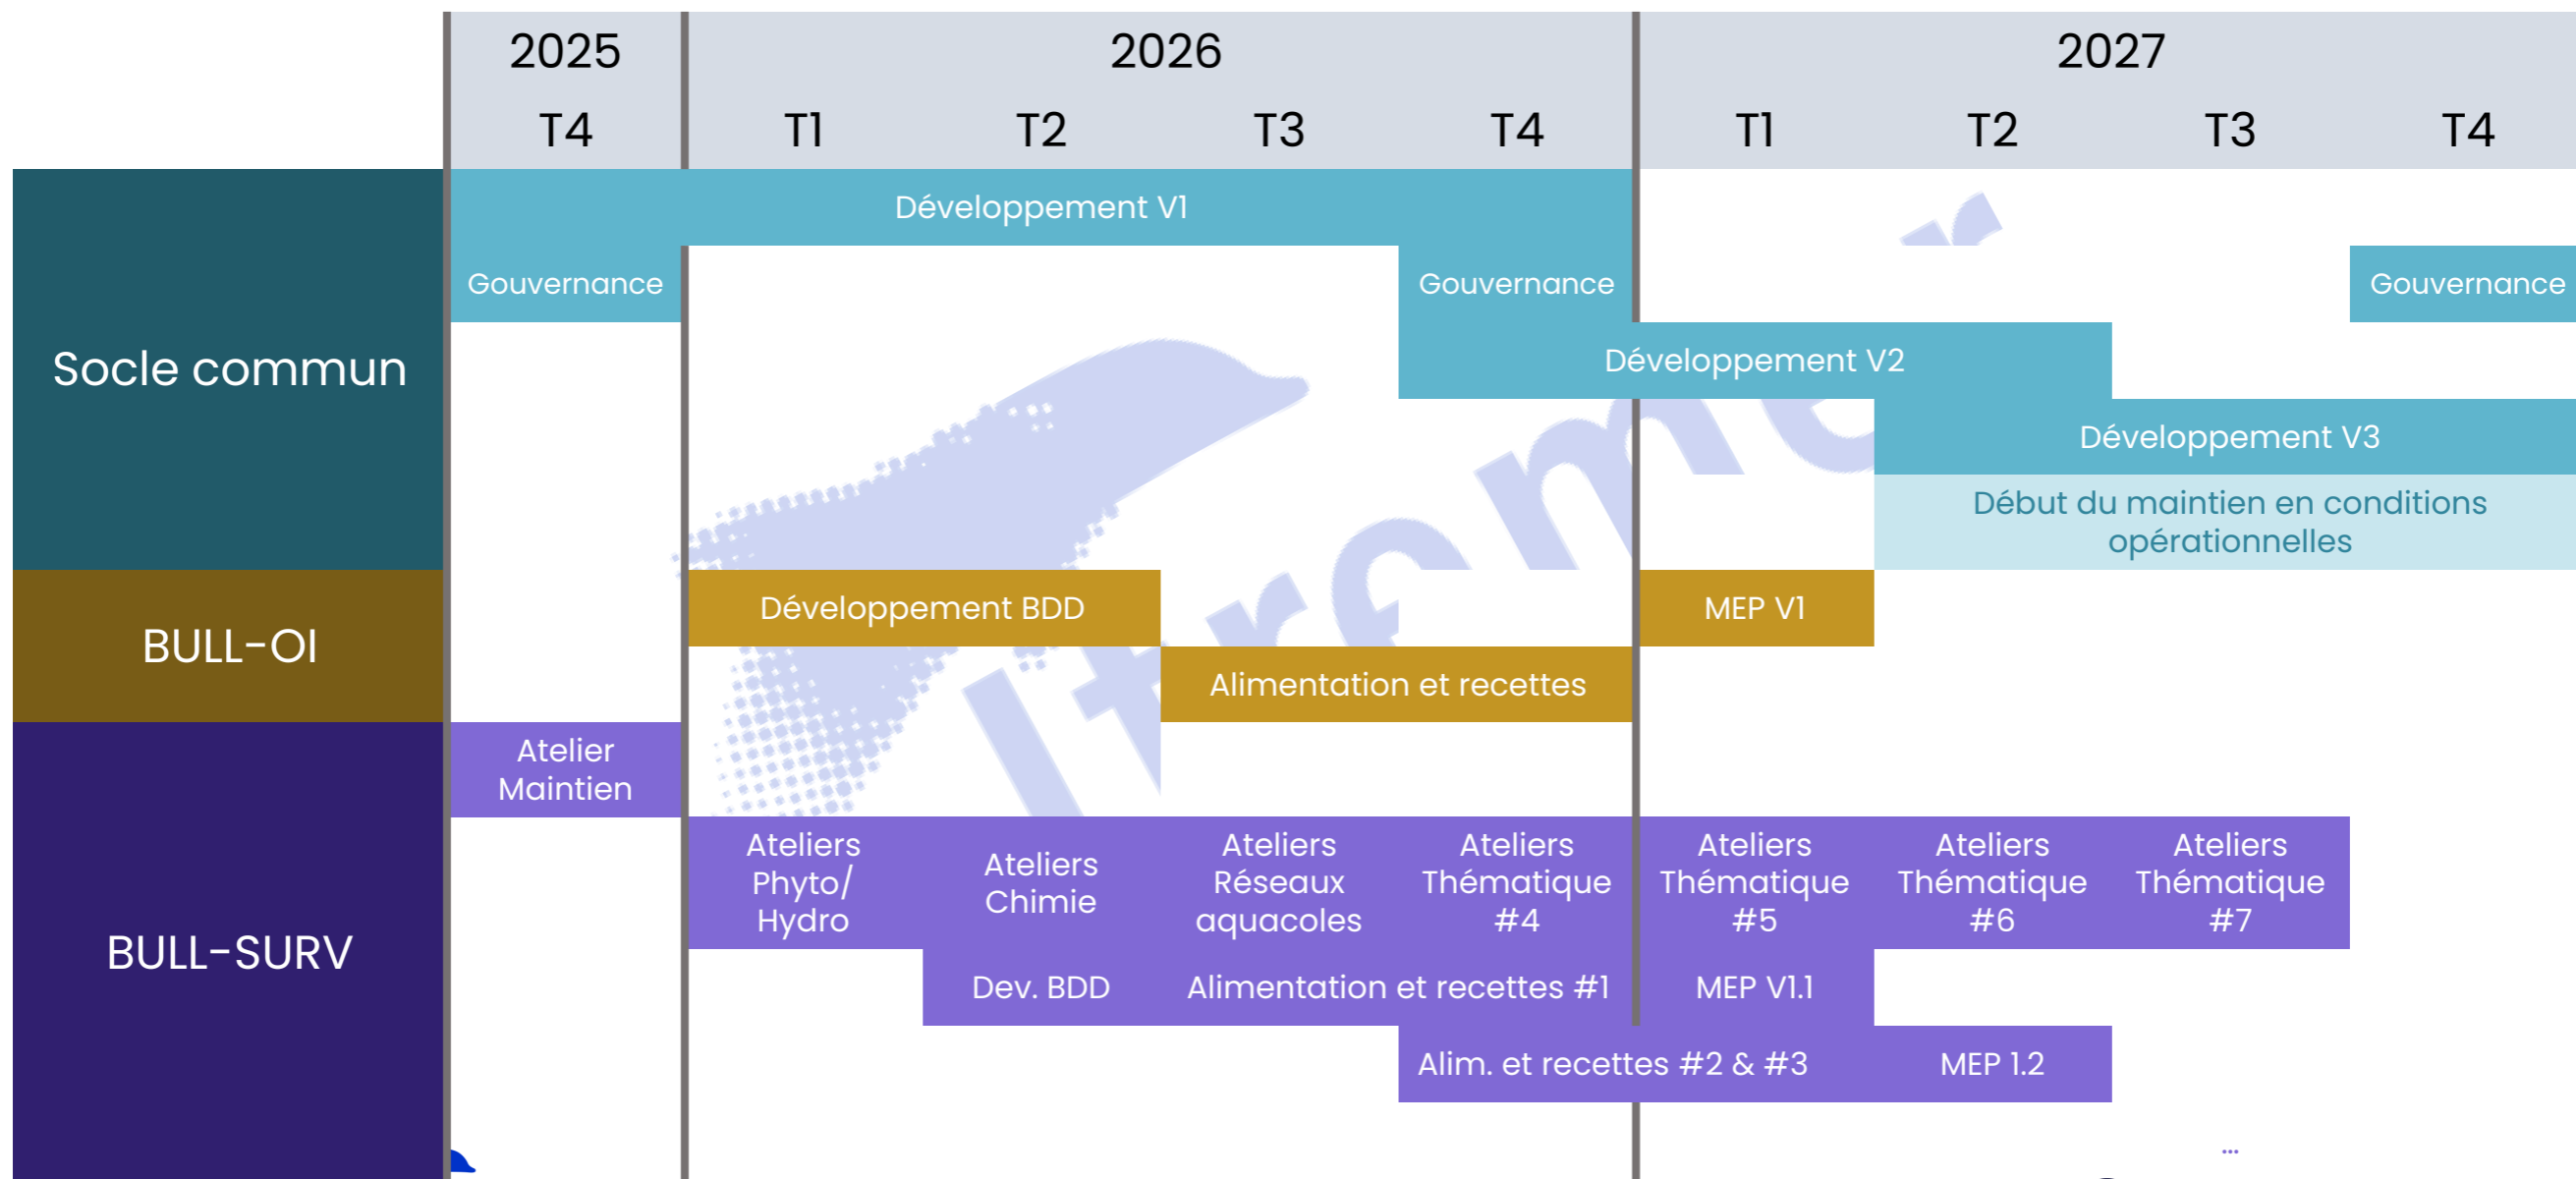 2025
2026
2027
T4
T1
T2
T3
T4
T1
T2
T3
T4
Socle commun
Développement V1
Gouvernance
Gouvernance
Gouvernance
Développement V2
Développement V3
Début du maintien en conditions
opérationnelles
BULL-OI
Développement BDD
MEP V1
Alimentation et recettes
BULL-SURV
Atelier
Maintien
Ateliers
Phyto/
Hydro
Ateliers
Chimie
Ateliers
Réseaux
aquacoles
Ateliers
Thématique
#4
Ateliers
Thématique
#5
Ateliers
Thématique
#6
Ateliers
Thématique
#7
Dev. BDD
Alimentation et recettes #1
MEP V1.1
Alim. et recettes #2 & #3
MEP 1.2
...